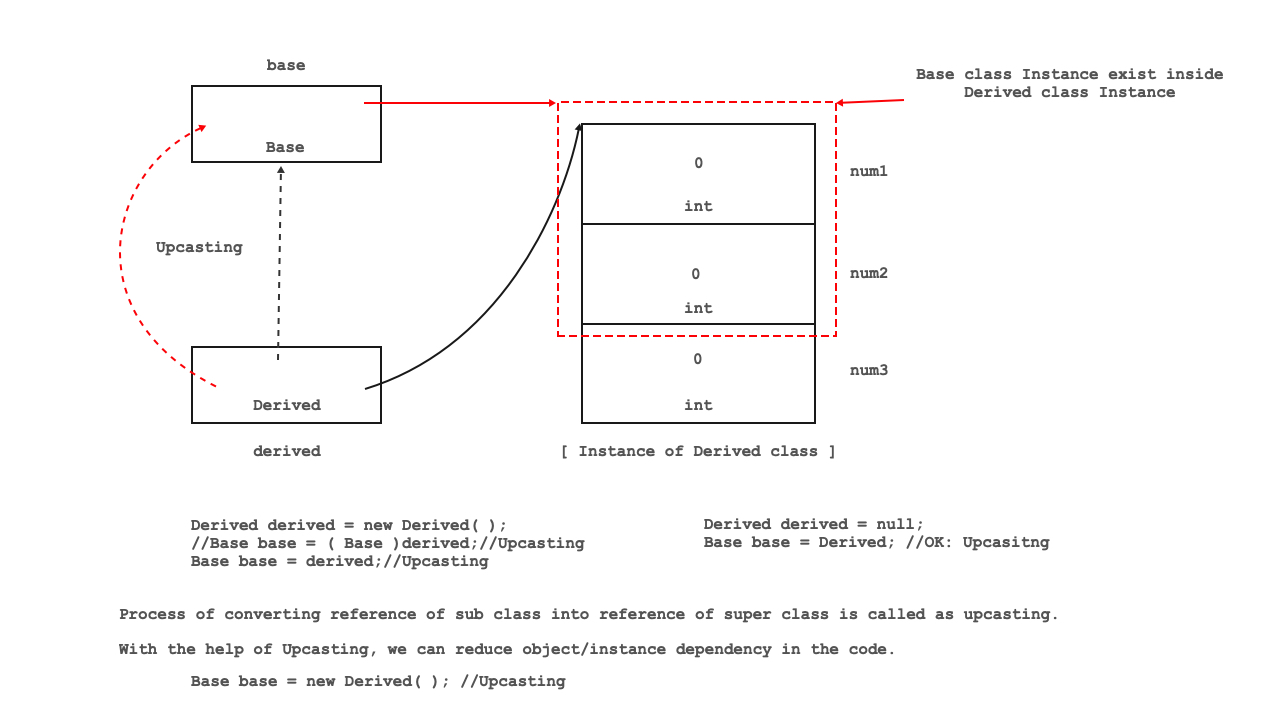 base
Base class Instance exist inside
Derived class Instance
Base
0
int
num1
Upcasting
0
int
num2
0
int
num3
Derived
derived
[ Instance of Derived class ]
Derived derived = new Derived( );
//Base base = ( Base )derived;//Upcasting
Base base = derived;//Upcasting
Derived derived = null;
Base base = Derived; //OK: Upcasitng
Process of converting reference of sub class into reference of super class is called as upcasting.
With the help of Upcasting, we can reduce object/instance dependency in the code.
Base base = new Derived( ); //Upcasting